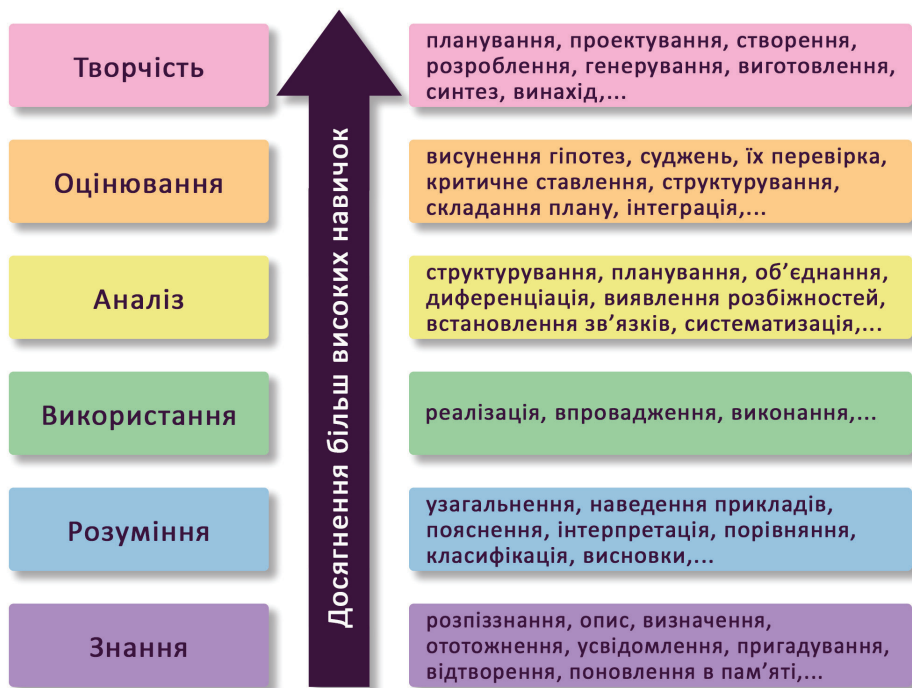 Творчість
планування, проектування, створення,
розроблення, генерування, виготовлення,
синтез, винахід,...
Оцінювання
висунення гіпотез, суджень, їх перевірка,
критичне ставлення, структурування,
складання плану, інтеграція,...
Аналіз
структурування, планування, об’єднання,
диференціація, виявлення розбіжностей,
встановлення зв’язків, систематизація,...
Використання
реалізація, впровадження, виконання,...
Розуміння
узагальнення, наведення прикладів,
пояснення, інтерпретація, порівняння,
класифікація, висновки,...
Знання
розпіззнання, опис, визначення,
ототожнення, усвідомлення, пригадування,
відтворення, поновлення в пам’яті,...
Досягнення більш високих навичок